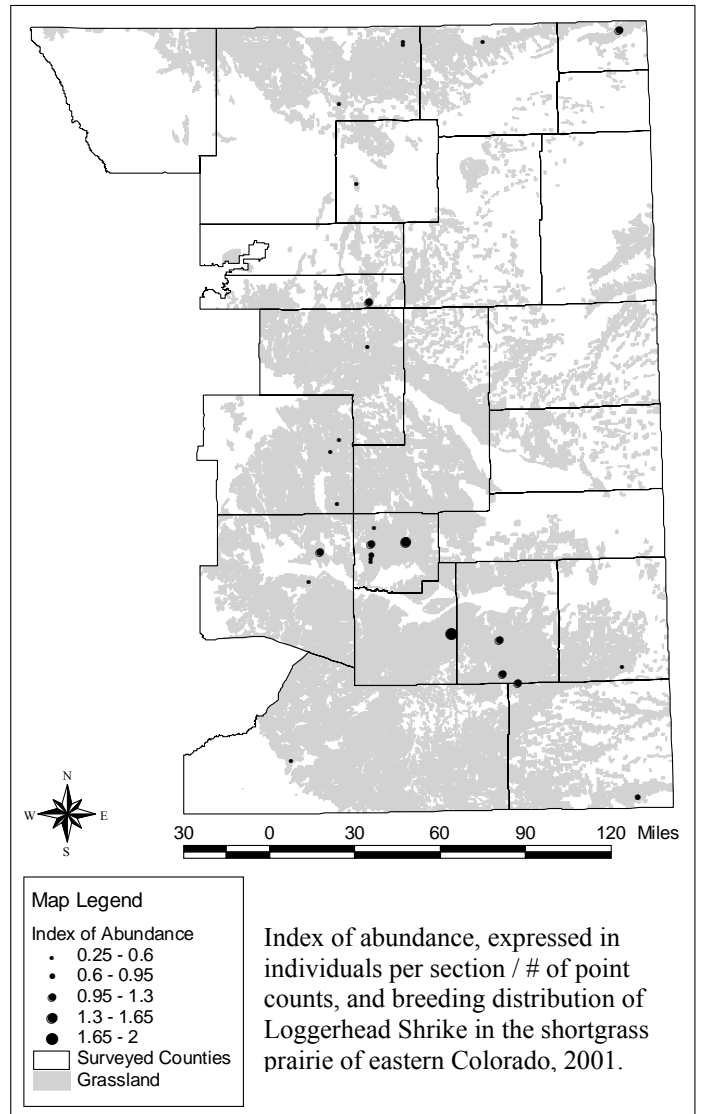 N
W E
S
30 0 30 60 90 120 Miles
Map Legend
Index of Abundance
0.25 - 0.6
0.6 - 0.95
0.95 - 1.3
1.3 - 1.65
1.65 - 2
Surveyed Counties
Grassland
Index of abundance, expressed in
individuals per section / # of point
counts, and breeding distribution of
Loggerhead Shrike in the shortgrass
prairie of eastern Colorado, 2001.